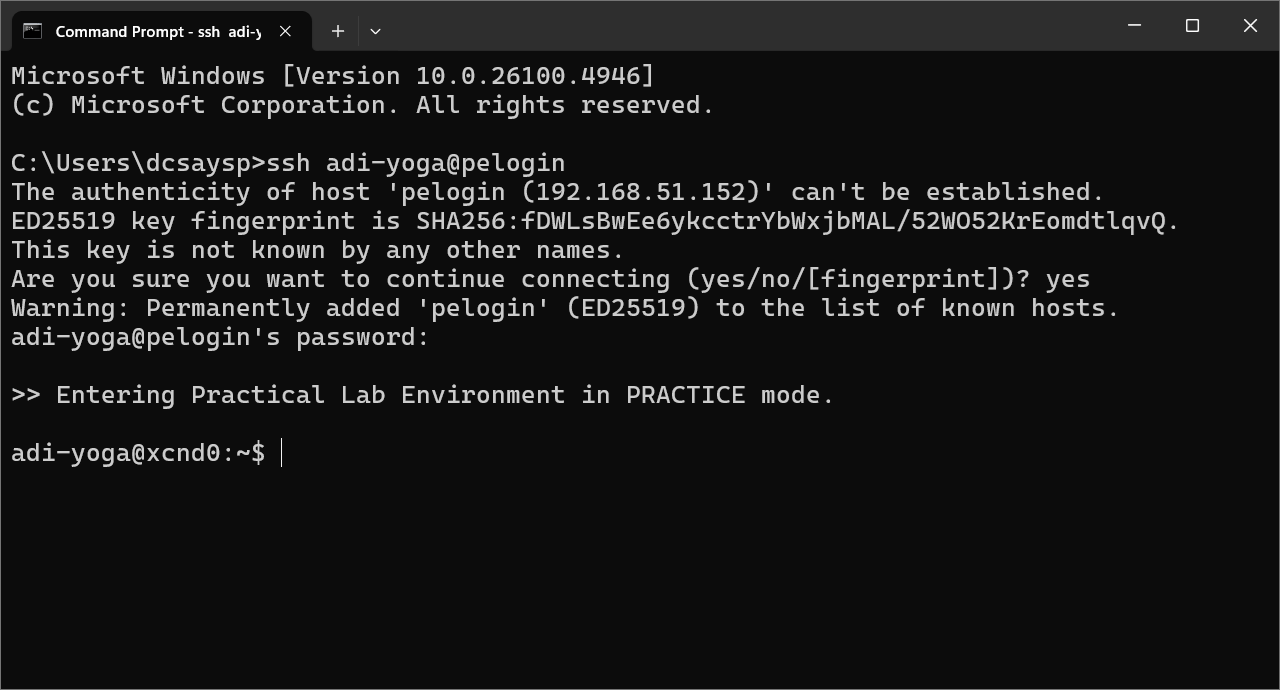 Command Prompt - ssh adi-y
Microsoft Windows [Version 10.0.26100.4946]
(c) Microsoft Corporation. All rights reserved.
C:\Users\dcsaysp>ssh adi-yoga@pelogin
The authenticity of host 'pelogin (192.168.51.152)' can't be established.
ED25519 key fingerprint is SHA256:fDWLsBwEe6ykcctrYbWxjbMAL/52WO52KrEomdtlqvQ.
This key is not known by any other names.
Are you sure you want to continue connecting (yes/no/[fingerprint])? yes
Warning: Permanently added 'pelogin' (ED25519) to the list of known hosts.
adi-yoga@pelogin's password:
>> Entering Practical Lab Environment in PRACTICE mode.
adi-yoga@xcnd0:~$